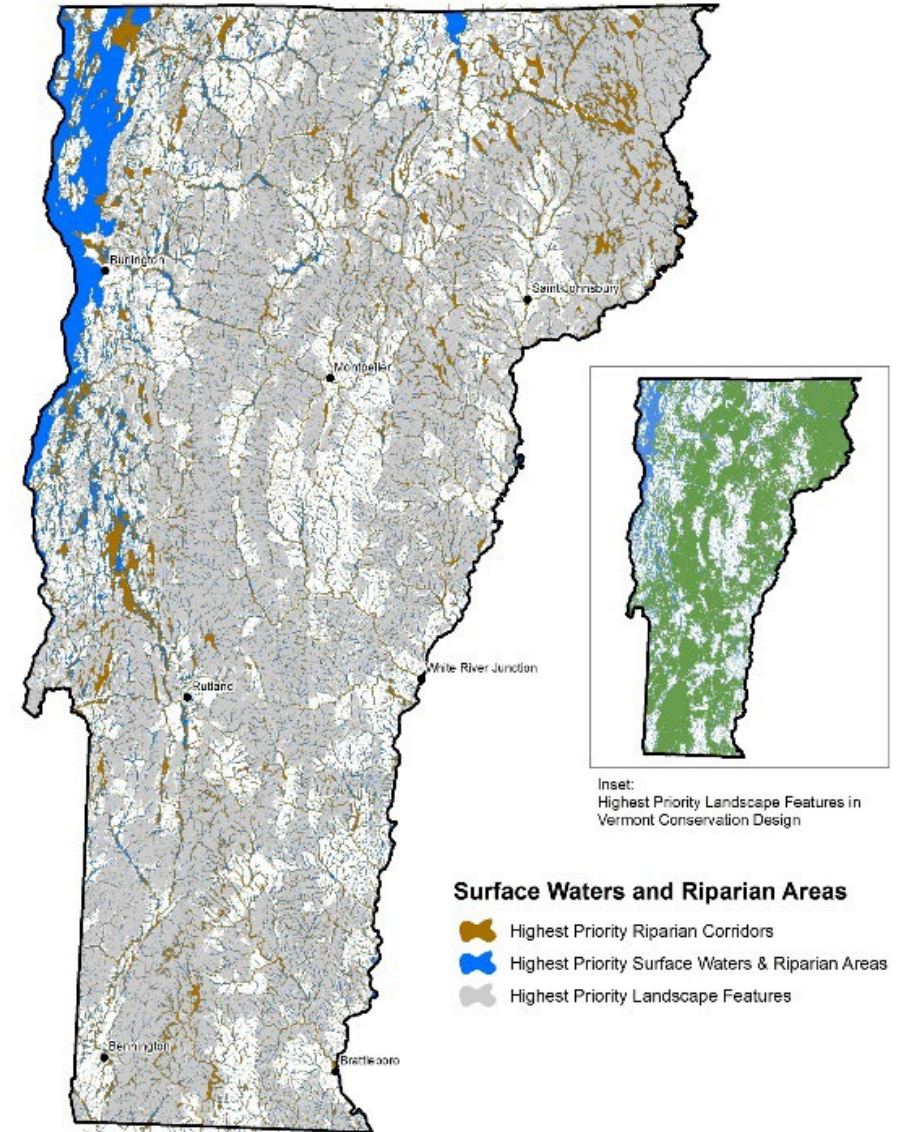 Burlington
Saint Johnsbury
Montpelier
White River Junction
Rutland
Inset:
Highest Priority Landscape Features in
Vermont Conservation Design
Surface Waters and Riparian Areas
Highest Priority Riparian Corridors
Highest Priority Surface Waters & Riparian Areas
Highest Priority Landscape Features
Bennington
Brattleboro